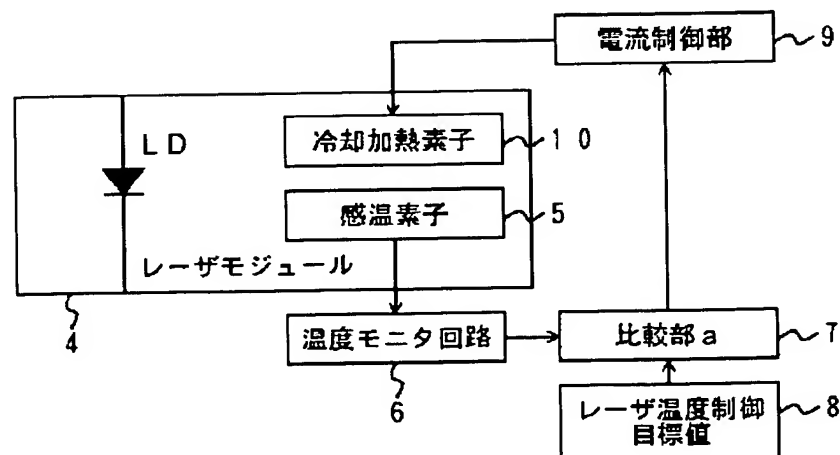 電流制御部
9
LD
冷却加熱素子
10
感温素子
5
レーザモジュール
4
温度モニタ回路
6
比較部a
7
レーザ温度制御
目標値
8